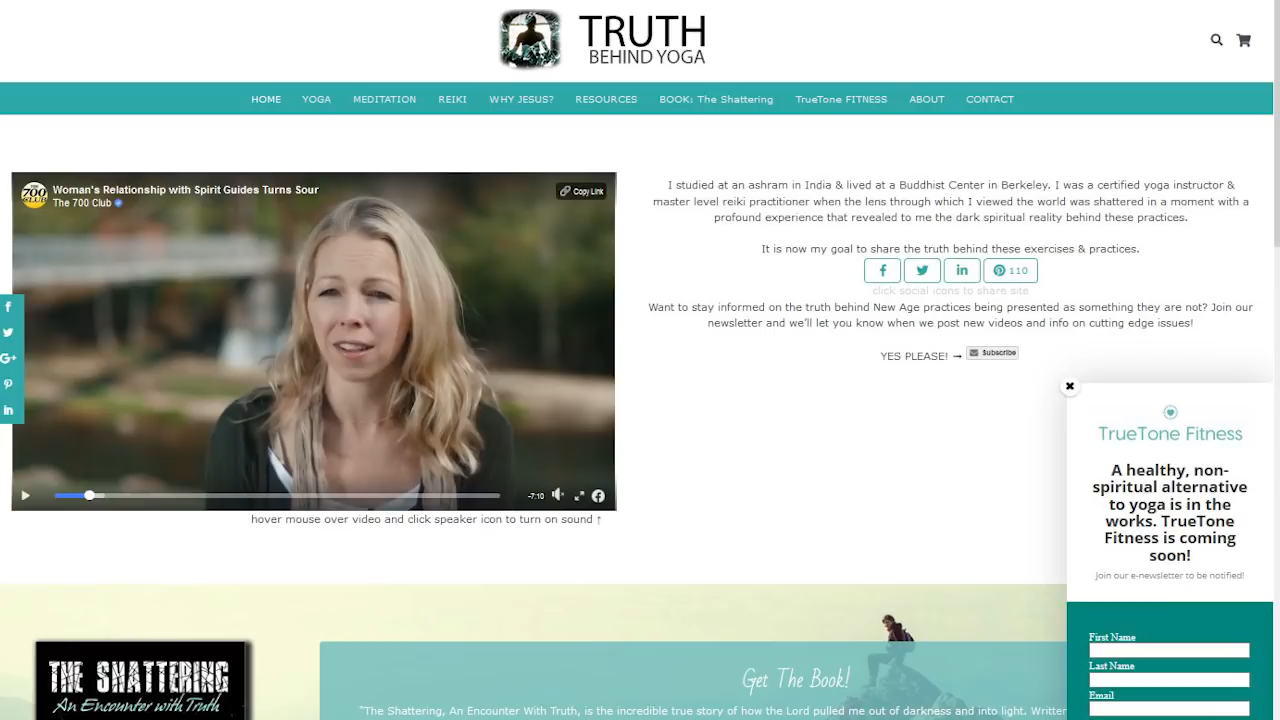 TRUTH
BEHIND YOGA
HOME YOGA MEDITATION REIKI WHY JESUS? RESOURCES BOOK: The Shattering TrueTone FITNESS ABOUT CONTACT
THE
700
CLUB
Woman's Relationship with Spirit Guides Turns Sour
The 700 Club
Copy Link
-7:10
hover mouse over video and click speaker icon to turn on sound ↑
I studied at an ashram in India & lived at a Buddhist Center in Berkeley. I was a certified yoga instructor &
master level reiki practitioner when the lens through which I viewed the world was shattered in a moment with a
profound experience that revealed to me the dark spiritual reality behind these practices.
It is now my goal to share the truth behind these exercises & practices.
110
click social icons to share site
Want to stay informed on the truth behind New Age practices being presented as something they are not? Join our
newsletter and we'll let you know when we post new videos and info on cutting edge issues!
YES PLEASE! → Subscribe
TrueTone Fitness
A healthy, non-
spiritual alternative
to yoga is in the
works. TrueTone
Fitness is coming
soon!
Join our e-newsletter to be notified!
First Name
Last Name
Email
THE SHATTERING
An Encounter with Truth
Get The Book!
"The Shattering, An Encounter With Truth, is the incredible true story of how the Lord pulled me out of darkness and into light. Written